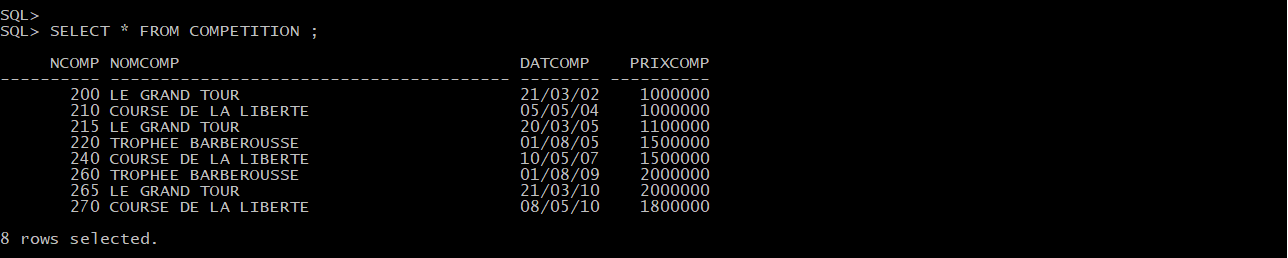 SQL>
SQL> SELECT * FROM COMPETITION ;
NCOMP NOMCOMP DATCOMP PRIXCOMP
---------- ---------------------------------------- -------- ----------
200 LE GRAND TOUR 21/03/02 1000000
210 COURSE DE LA LIBERTE 05/05/04 1000000
215 LE GRAND TOUR 20/03/05 1100000
220 TROPHEE BARBEROUSSE 01/08/05 1500000
240 COURSE DE LA LIBERTE 10/05/07 1500000
260 TROPHEE BARBEROUSSE 01/08/09 2000000
265 LE GRAND TOUR 21/03/10 2000000
270 COURSE DE LA LIBERTE 08/05/10 1800000
8 rows selected.